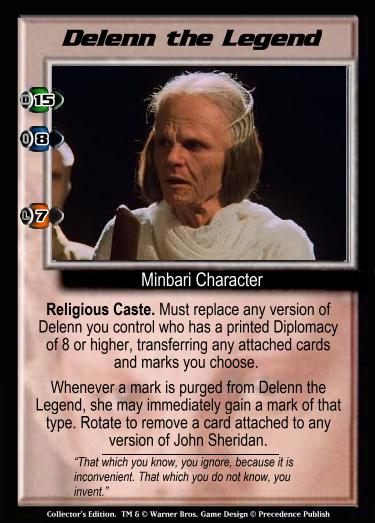 Delenn the Legend
D 15
I 8
L 7
Minbari Character
Religious Caste. Must replace any version of
Delenn you control who has a printed Diplomacy
of 8 or higher, transferring any attached cards
and marks you choose.
Whenever a mark is purged from Delenn the
Legend, she may immediately gain a mark of that
type. Rotate to remove a card attached to any
version of John Sheridan.
“That which you know, you ignore, because it is
inconvenient. That which you do not know, you
invent.”
Collector's Edition. TM & © Warner Bros. Game Design © Precedence Publish